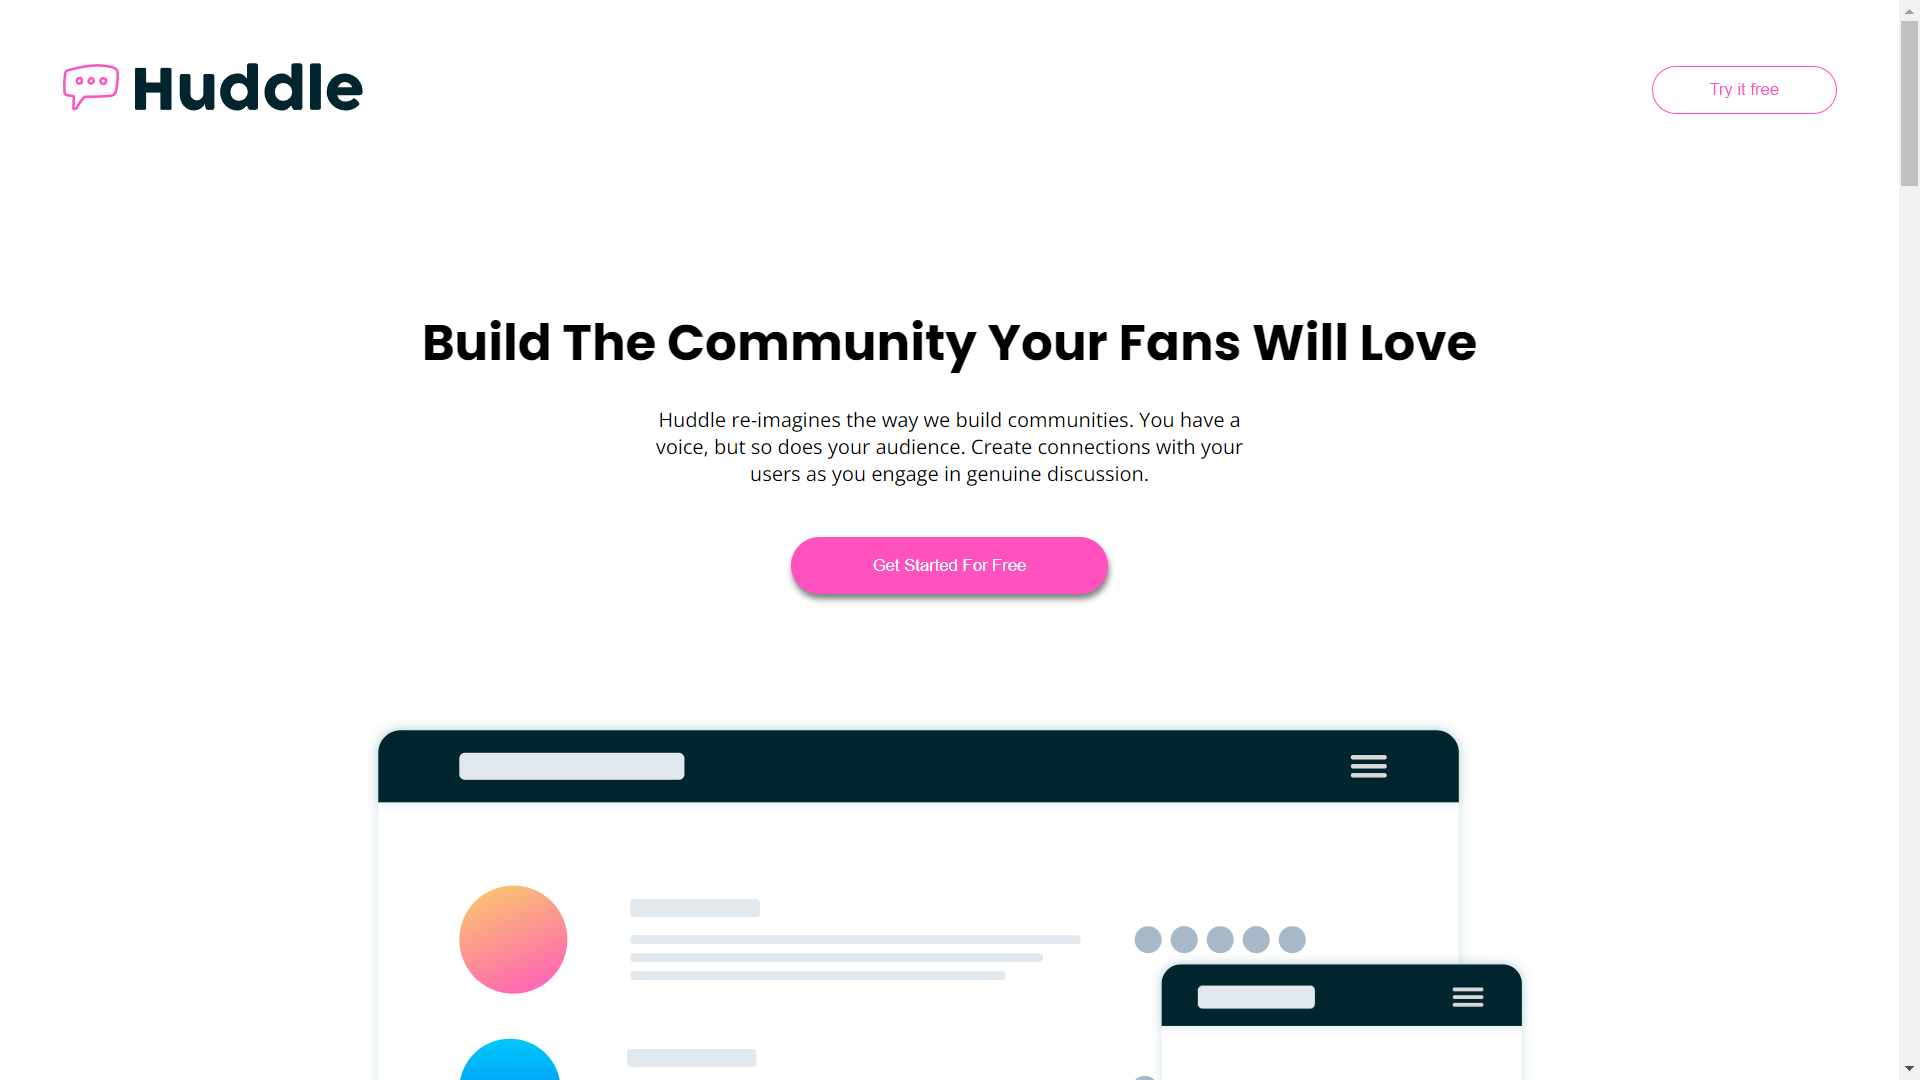 Huddle
Try it free
Build The Community Your Fans Will Love
Huddle re-imagines the way we build communities. You have a
voice, but so does your audience. Create connections with your
users as you engage in genuine discussion.
Get Started For Free